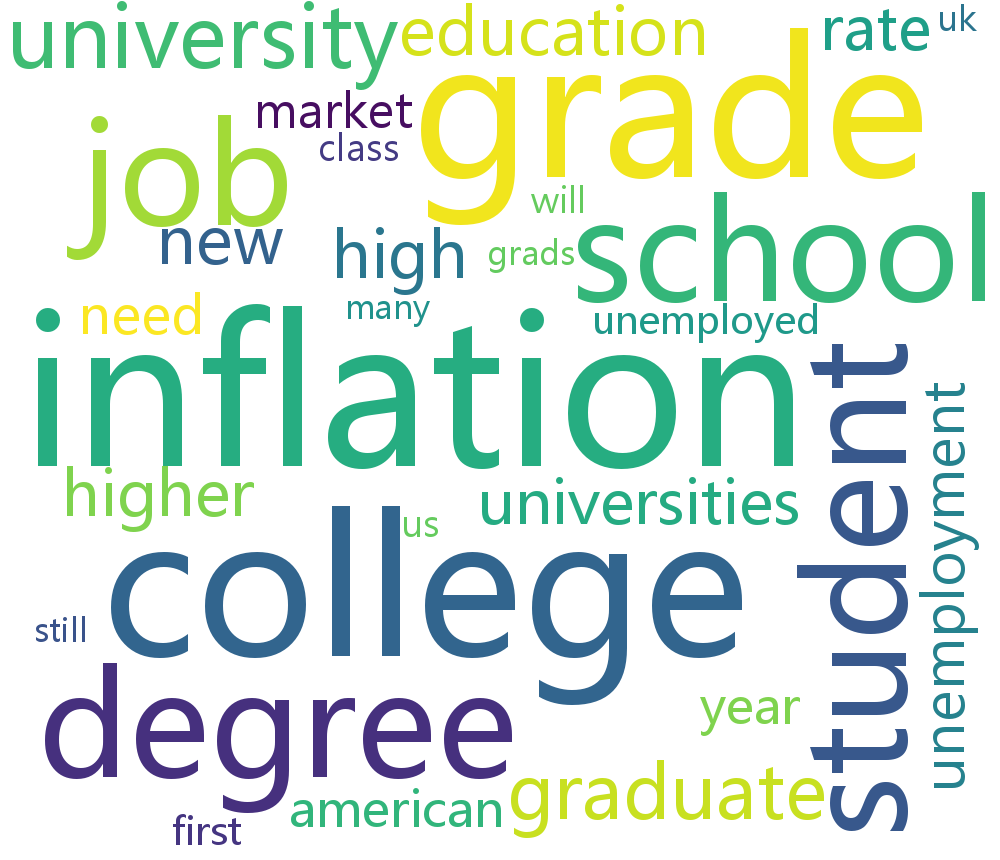 university
education
rate
uk
market
grade
job
class
will
school
new
high
grads
many
need
unemployed
inflation
student
unemployment
higher
universities
us
college
still
degree
year
graduate
american
first